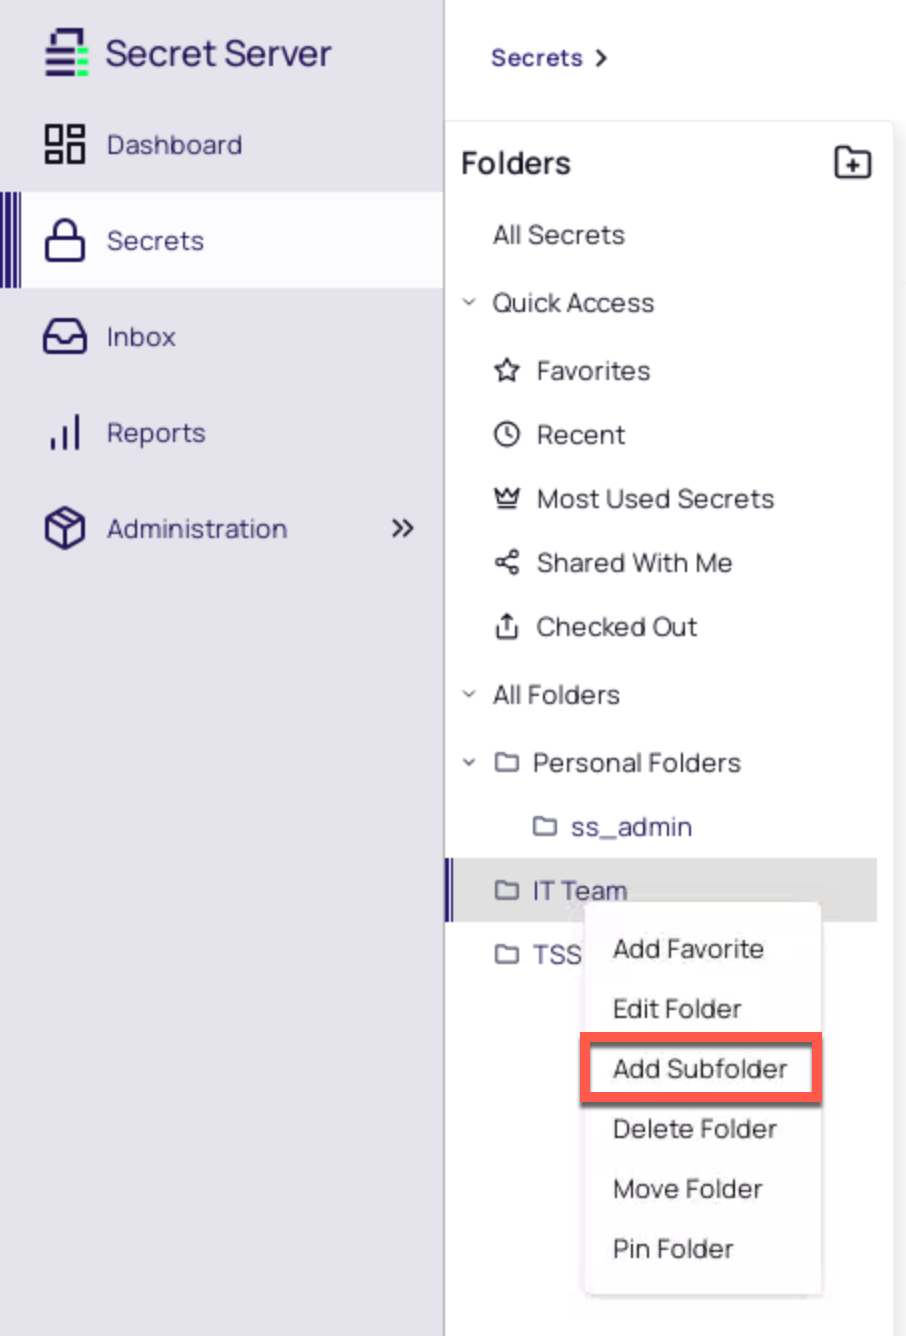 Secret Server
Dashboard
Secrets
Inbox
Reports
Administration
Secrets
Folders
All Secrets
Quick Access
Favorites
Recent
Most Used Secrets
Shared With Me
Checked Out
All Folders
Personal Folders
ss_admin
IT Team
TSS
Add Favorite
Edit Folder
Add Subfolder
Delete Folder
Move Folder
Pin Folder